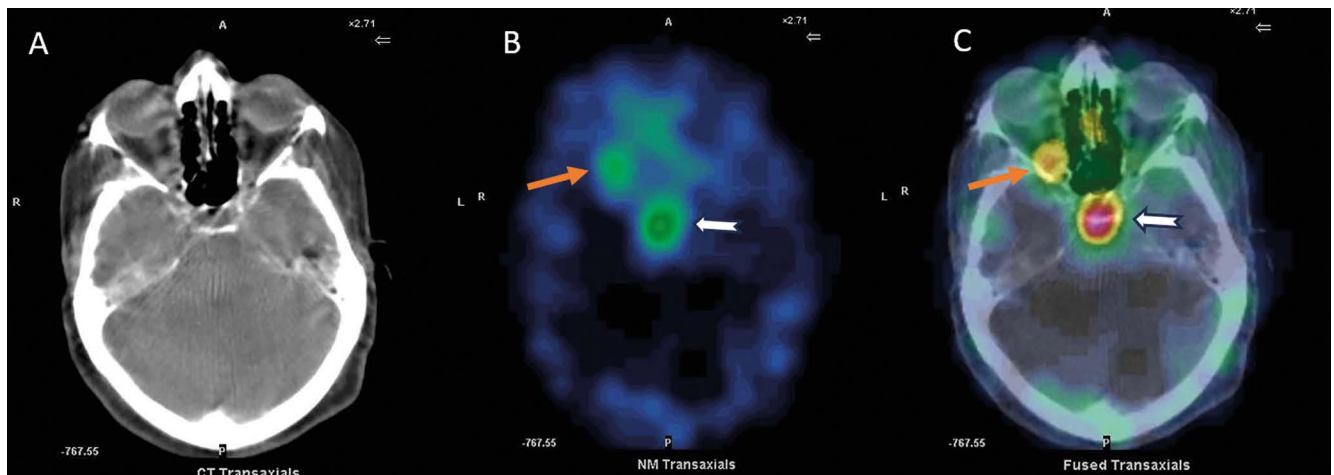 A
A
×2.71
R
L
-767.55
P
CT Transaxials
B
A
×2.71
R
L
-767.55
P
NM Transaxials
C
A
×2.71
R
-767.55
P
Fused Transaxials